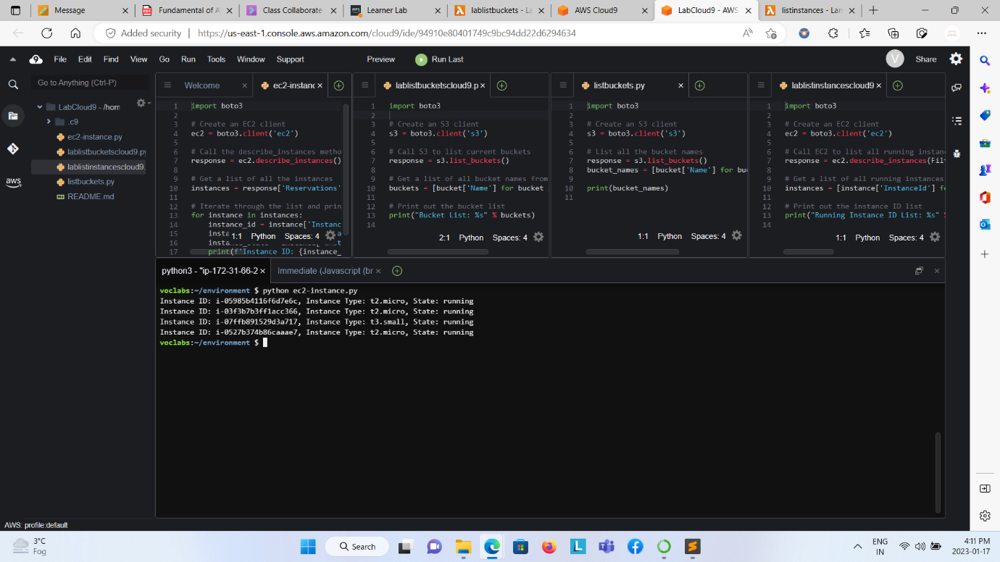 Message
Fundamental of A
Class Collaborate
Learner Lab
lablistbuckets - La
AWS Cloud9
LabCloud9 - AWS
listinstances - Lam
Added security
https://us-east-1.console.aws.amazon.com/cloud9/ide/94910e80401749c9bc94dd22d6294634
File Edit Find View Go Run Tools Window Support Preview Run Last V Share
Go to Anything (Ctrl-P)
LabCloud9 - /hom
.c9
ec2-instance.py
lablistbucketscloud9.py
lablistinstancescloud9.
listbuckets.py
README.md
aws
Welcome
ec2-instanc
1 import boto3
2
3 # Create an EC2 client
4 ec2 = boto3.client('ec2')
5
6 # Call the describe_instances metho
7 response = ec2.describe_instances()
8
9 # Get a list of all the instances
10 instances = response['Reservations'
11
12 # Iterate through the list and prin
13 for instance in instances:
14 instance_id = instance['Instanc
15 insta
16 insta
17 print(f"Instance ID: {instance_
1:1 Python Spaces: 4
lablistbucketscloud9.p
1 import boto3
2
3 # Create an S3 client
4 s3 = boto3.client('s3')
5
6 # Call S3 to list current buckets
7 response = s3.list_buckets()
8
9 # Get a list of all bucket names from
10 buckets = [bucket['Name'] for bucket
11
12 # Print out the bucket list
13 print("Bucket List: %s" % buckets)
14
2:1 Python Spaces: 4
listbuckets.py
1 import boto3
2
3 # Create an S3 client
4 s3 = boto3.client('s3')
5
6 # List all the bucket names
7 response = s3.list_buckets()
8 bucket_names = [bucket['Name'] for bu
9
10 print(bucket_names)
11
1:1 Python Spaces: 4
lablistinstancescloud9
1 import boto3
2
3 # Create an EC2 client
4 ec2 = boto3.client('ec2')
5
6 # Call EC2 to list all running instan
7 response = ec2.describe_instances(Fil
8
9 # Get a list of all running instances
10 instances = [instance['InstanceId'] f
11
12 # Print out the instance ID list
13 print("Running Instance ID List: %s"
14
1:1 Python Spaces: 4
python3 - "ip-172-31-66-2
Immediate (Javascript (br
voclabs:~/environment $ python ec2-instance.py
Instance ID: i-05985b4116f6d7e6c, Instance Type: t2.micro, State: running
Instance ID: i-03f3b7b3ff1acc366, Instance Type: t2.micro, State: running
Instance ID: i-07ffb891529d3a717, Instance Type: t3.small, State: running
Instance ID: i-0527b374b86caaae7, Instance Type: t2.micro, State: running
voclabs:~/environment $
AWS: profile:default
3°C
Fog
Search
ENG
IN
4:11 PM
2023-01-17